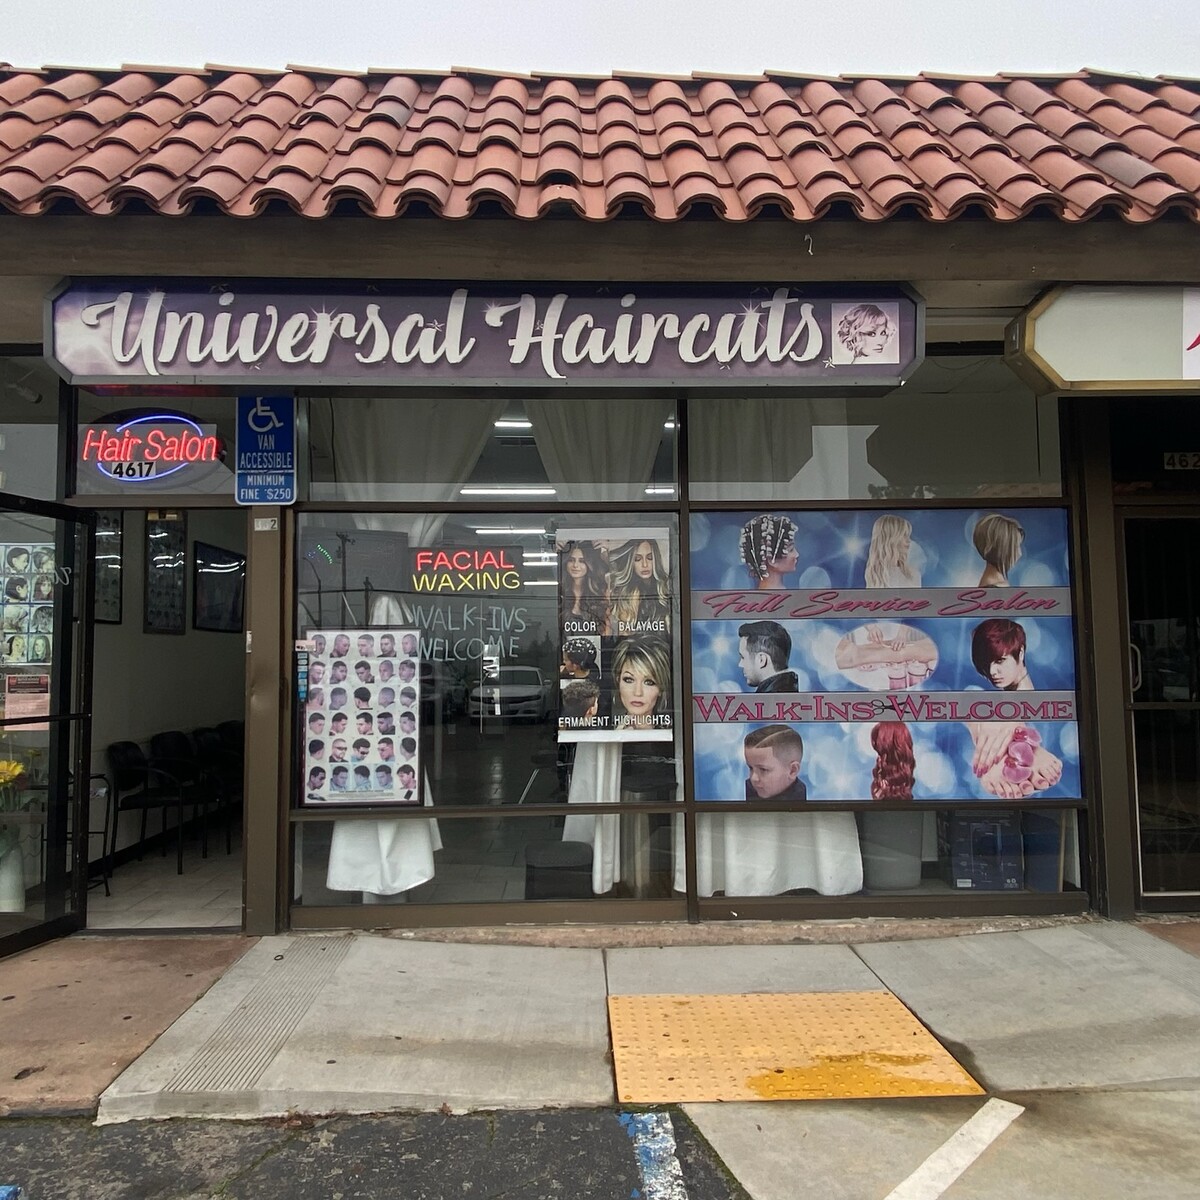 Universal Haircuts
Hair Salon
4617
VAN
ACCESSIBLE
MINIMUM
FINE $250
FACIAL
WAXING
WALK-INS
WELCOME
COLOR BALAYAGE
ERMANENT HIGHLIGHTS
Full Service Salon
WALK-INS WELCOME
462